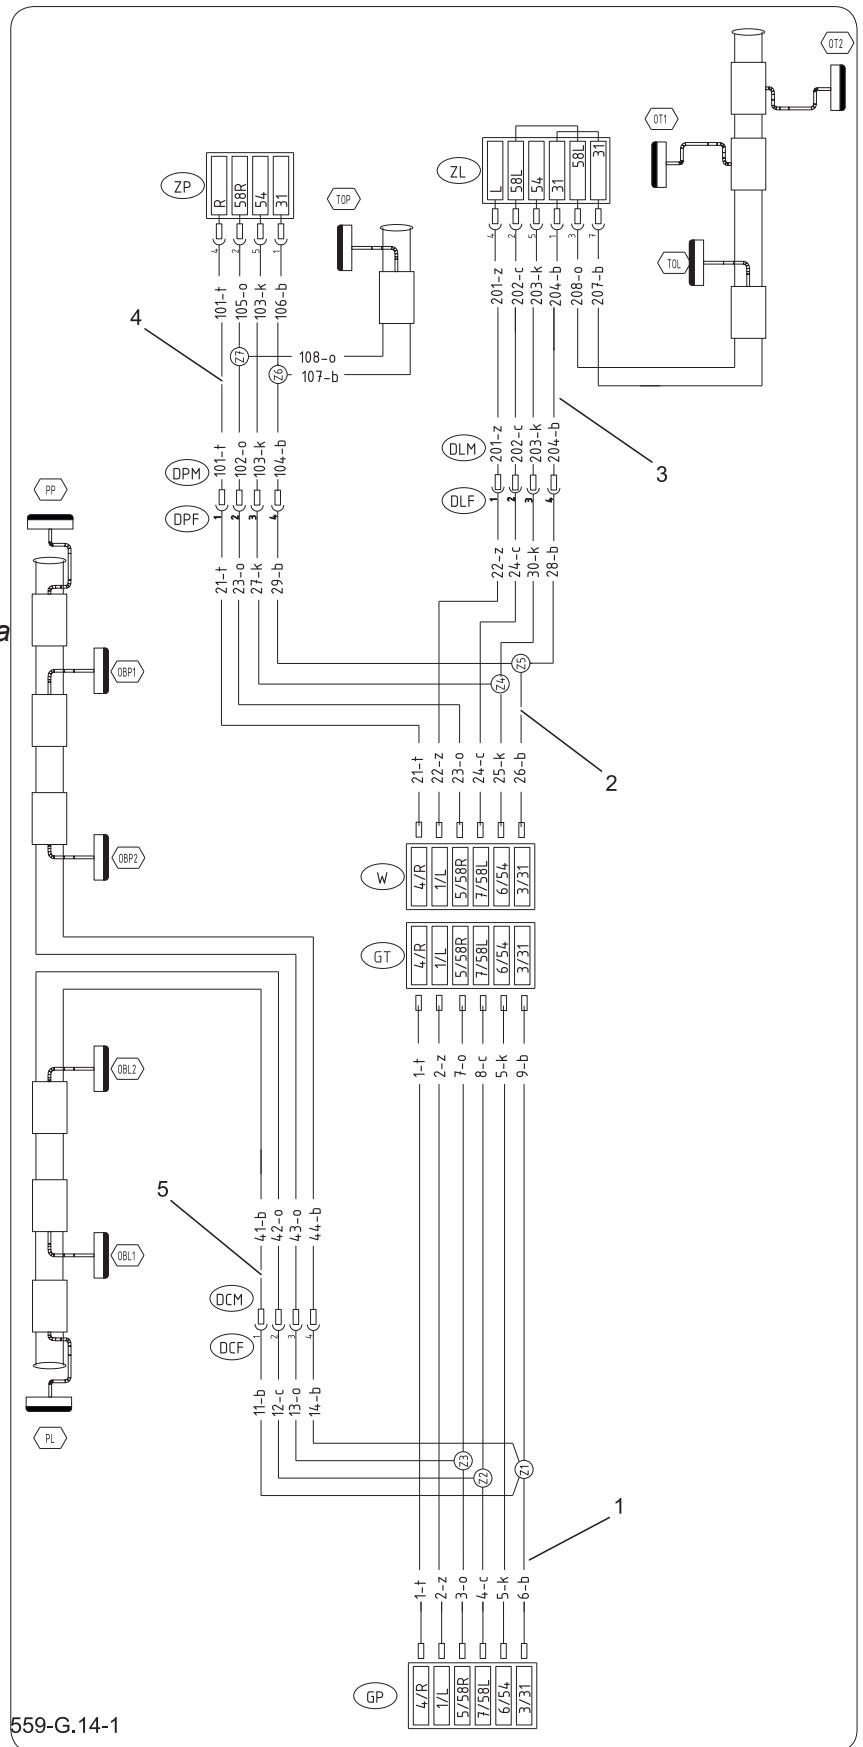 OT2
OT1
ZP
R
58R
54
31
TOP
ZL
L
58L
54
31
58L
31
TOL
4
2
5
1
4
2
5
1
3
7
101-t
105-o
103-k
106-b
201-z
202-c
203-k
204-b
208-o
207-b
4
Z7
108-o
Z6
107-b
101-t
102-o
103-k
104-b
201-z
202-c
203-k
204-b
3
DPM
DLM
DPF
DLF
1
2
3
4
1
2
3
4
PP
21-t
23-o
27-k
29-b
22-z
24-c
30-k
28-b
a
OBP1
Z5
Z4
2
21-t
22-z
23-o
24-c
25-k
26-b
OBP2
W
4/R
1/L
5/58R
7/58L
6/54
3/31
GT
4/R
1/L
5/58R
7/58L
6/54
3/31
OBL2
1-t
2-z
7-o
8-c
5-k
9-b
5
41-b
42-o
43-o
44-b
OBL1
DCM
DCF
1
2
3
4
11-b
12-c
13-o
14-b
PL
Z3
Z2
Z1
1
1-t
2-z
3-o
4-c
5-k
6-b
GP
4/R
1/L
5/58R
7/58L
6/54
3/31
559-G.14-1